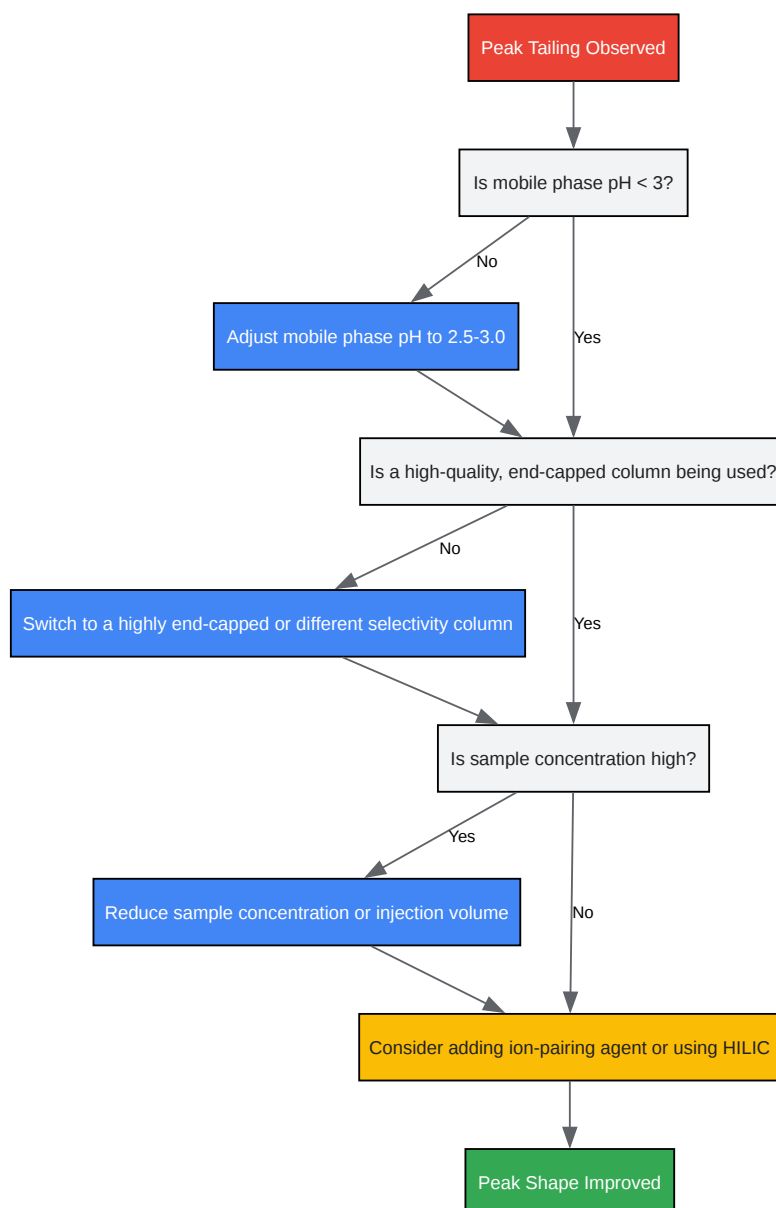 Peak Tailing Observed
Is mobile phase pH < 3?
No
Adjust mobile phase pH to 2.5-3.0
Yes
Is a high-quality, end-capped column being used?
No
Switch to a highly end-capped or different selectivity column
Yes
Is sample concentration high?
Yes
Reduce sample concentration or injection volume
No
Consider adding ion-pairing agent or using HILIC
Peak Shape Improved